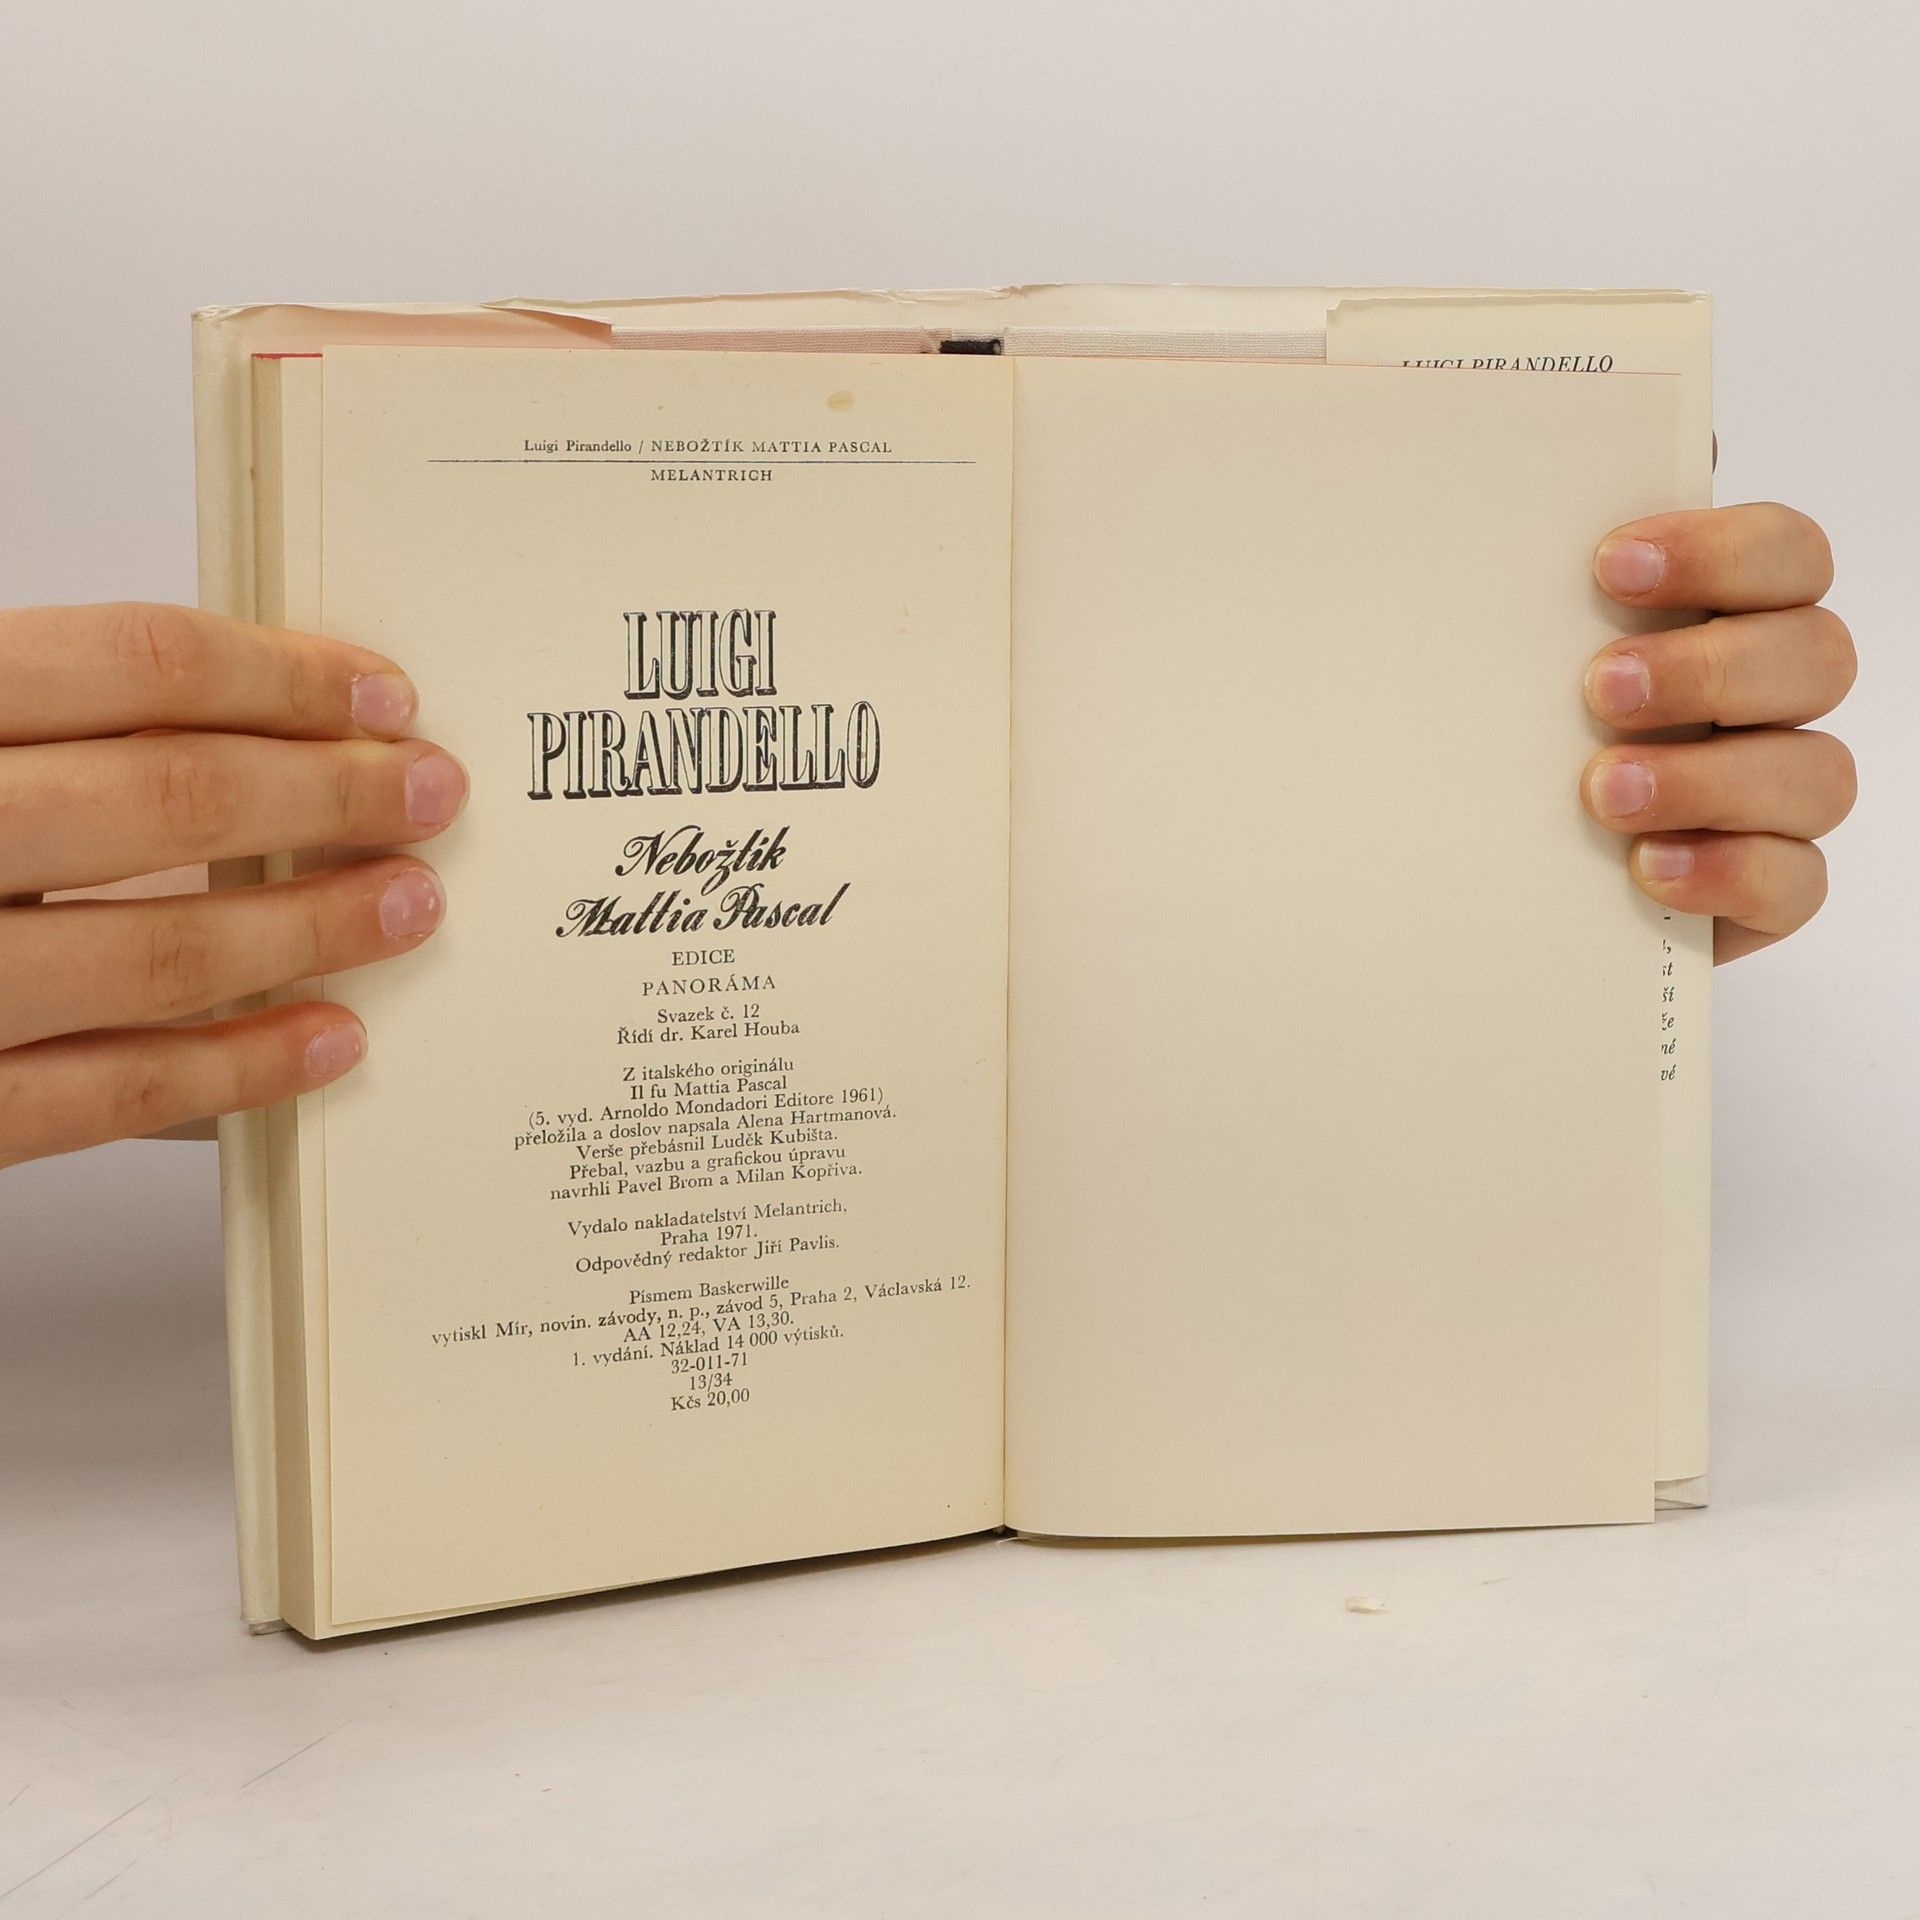 Luigi Pirandello / NEBOŽTÍK MATTIA PASCAL
MELANTRICH
LUIGI
PIRANDELLO
Nebožtík
Mattia Pascal
EDICE
PANORÁMA
Svazek č. 12
Řídí dr. Karel Houba
Z italského originálu
Il fu Mattia Pascal
(5. vyd. Arnoldo Mondadori Editore 1961)
přeložila a doslov napsala Alena Hartmanová.
Verše přebásnil Luděk Kubišta.
Přebal, vazbu a grafickou úpravu
navrhli Pavel Brom a Milan Kopřiva.
Vydalo nakladatelství Melantrich,
Praha 1971.
Odpovědný redaktor Jiří Pavlis.
Písmem Baskerwille
vytiskl Mír, novin. závody, n. p., závod 5, Praha 2, Václavská 12.
AA 12,24, VA 13,30.
1. vydání. Náklad 14 000 výtisků.
32-011-71
13/34
Kčs 20,00
LUIGI PIRANDELLO
ší
že
né
vé